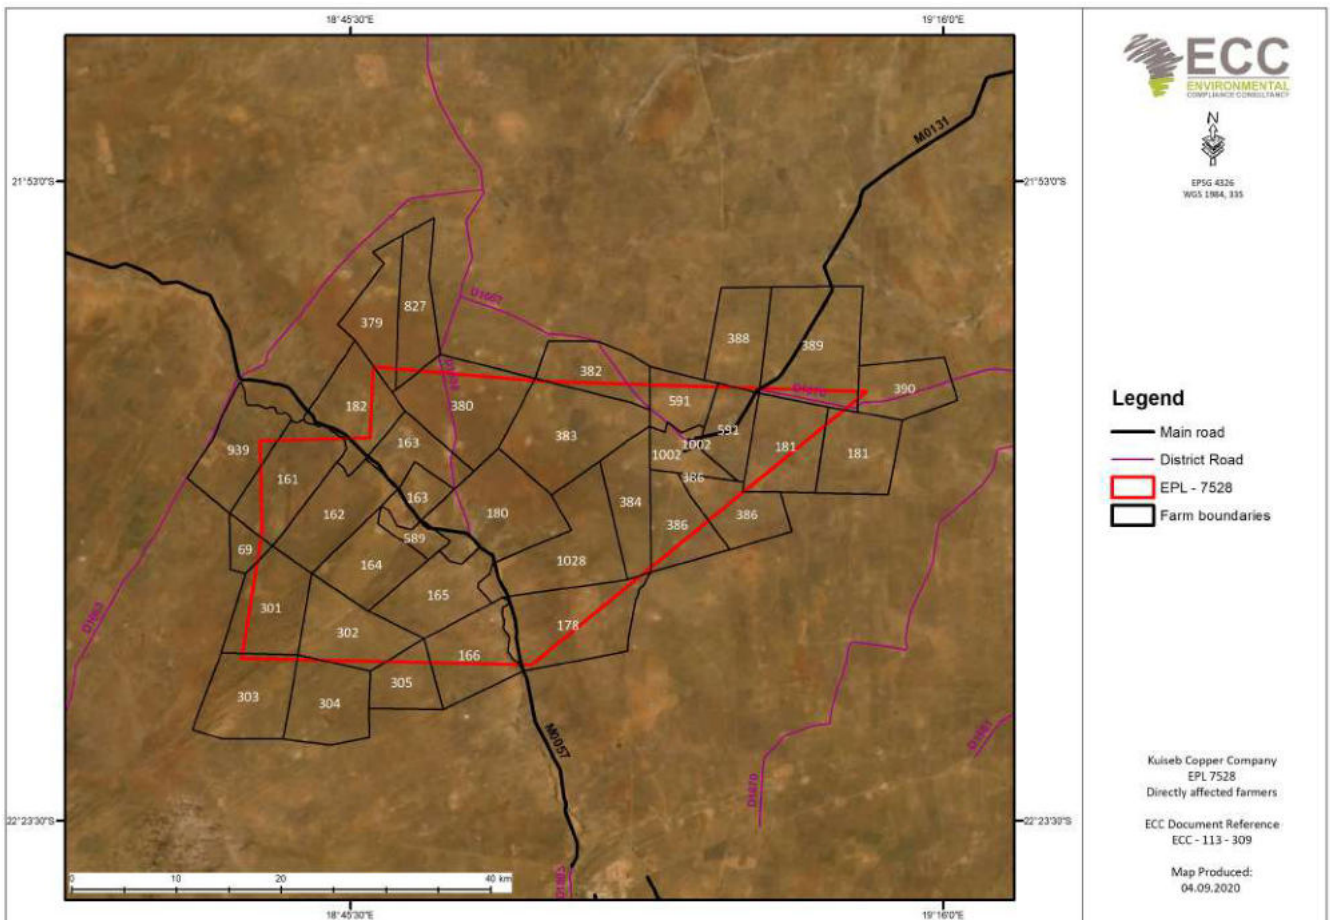 18°45'30"E
19°16'0"E
21°53'0"S
21°53'0"S
22°23'30"S
22°23'30"S
18°45'30"E
19°16'0"E
M0131
827
379
D1667
388
389
382
390
182
380
591
D1670
939
163
383
591
1002
1002
181
181
161
386
163
384
162
180
386
386
589
69
164
1028
165
301
302
178
D1663
166
303
304
305
M0057
D1670
D1661
0
10
20
40 km
ECC
ENVIRONMENTAL
COMPLIANCE CONSULTANCY
N
EPSG 4326
WGS 1984, 33S
Legend
Main road
District Road
EPL - 7528
Farm boundaries
Kuiseb Copper Company
EPL 7528
Directly affected farmers
ECC Document Reference
ECC - 113 - 309
Map Produced:
04.09.2020